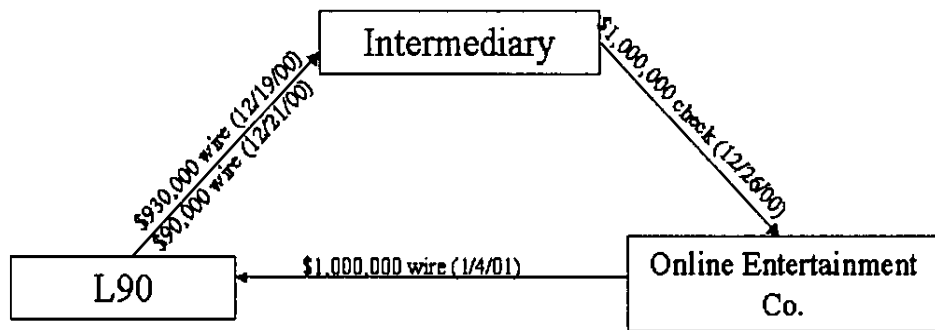 Intermediary
$930,000 wire (12/19/00)
$90,000 wire (12/21/00)
$1,000,000 check (12/26/00)
L90
$1,000,000 wire (1/4/01)
Online Entertainment
Co.